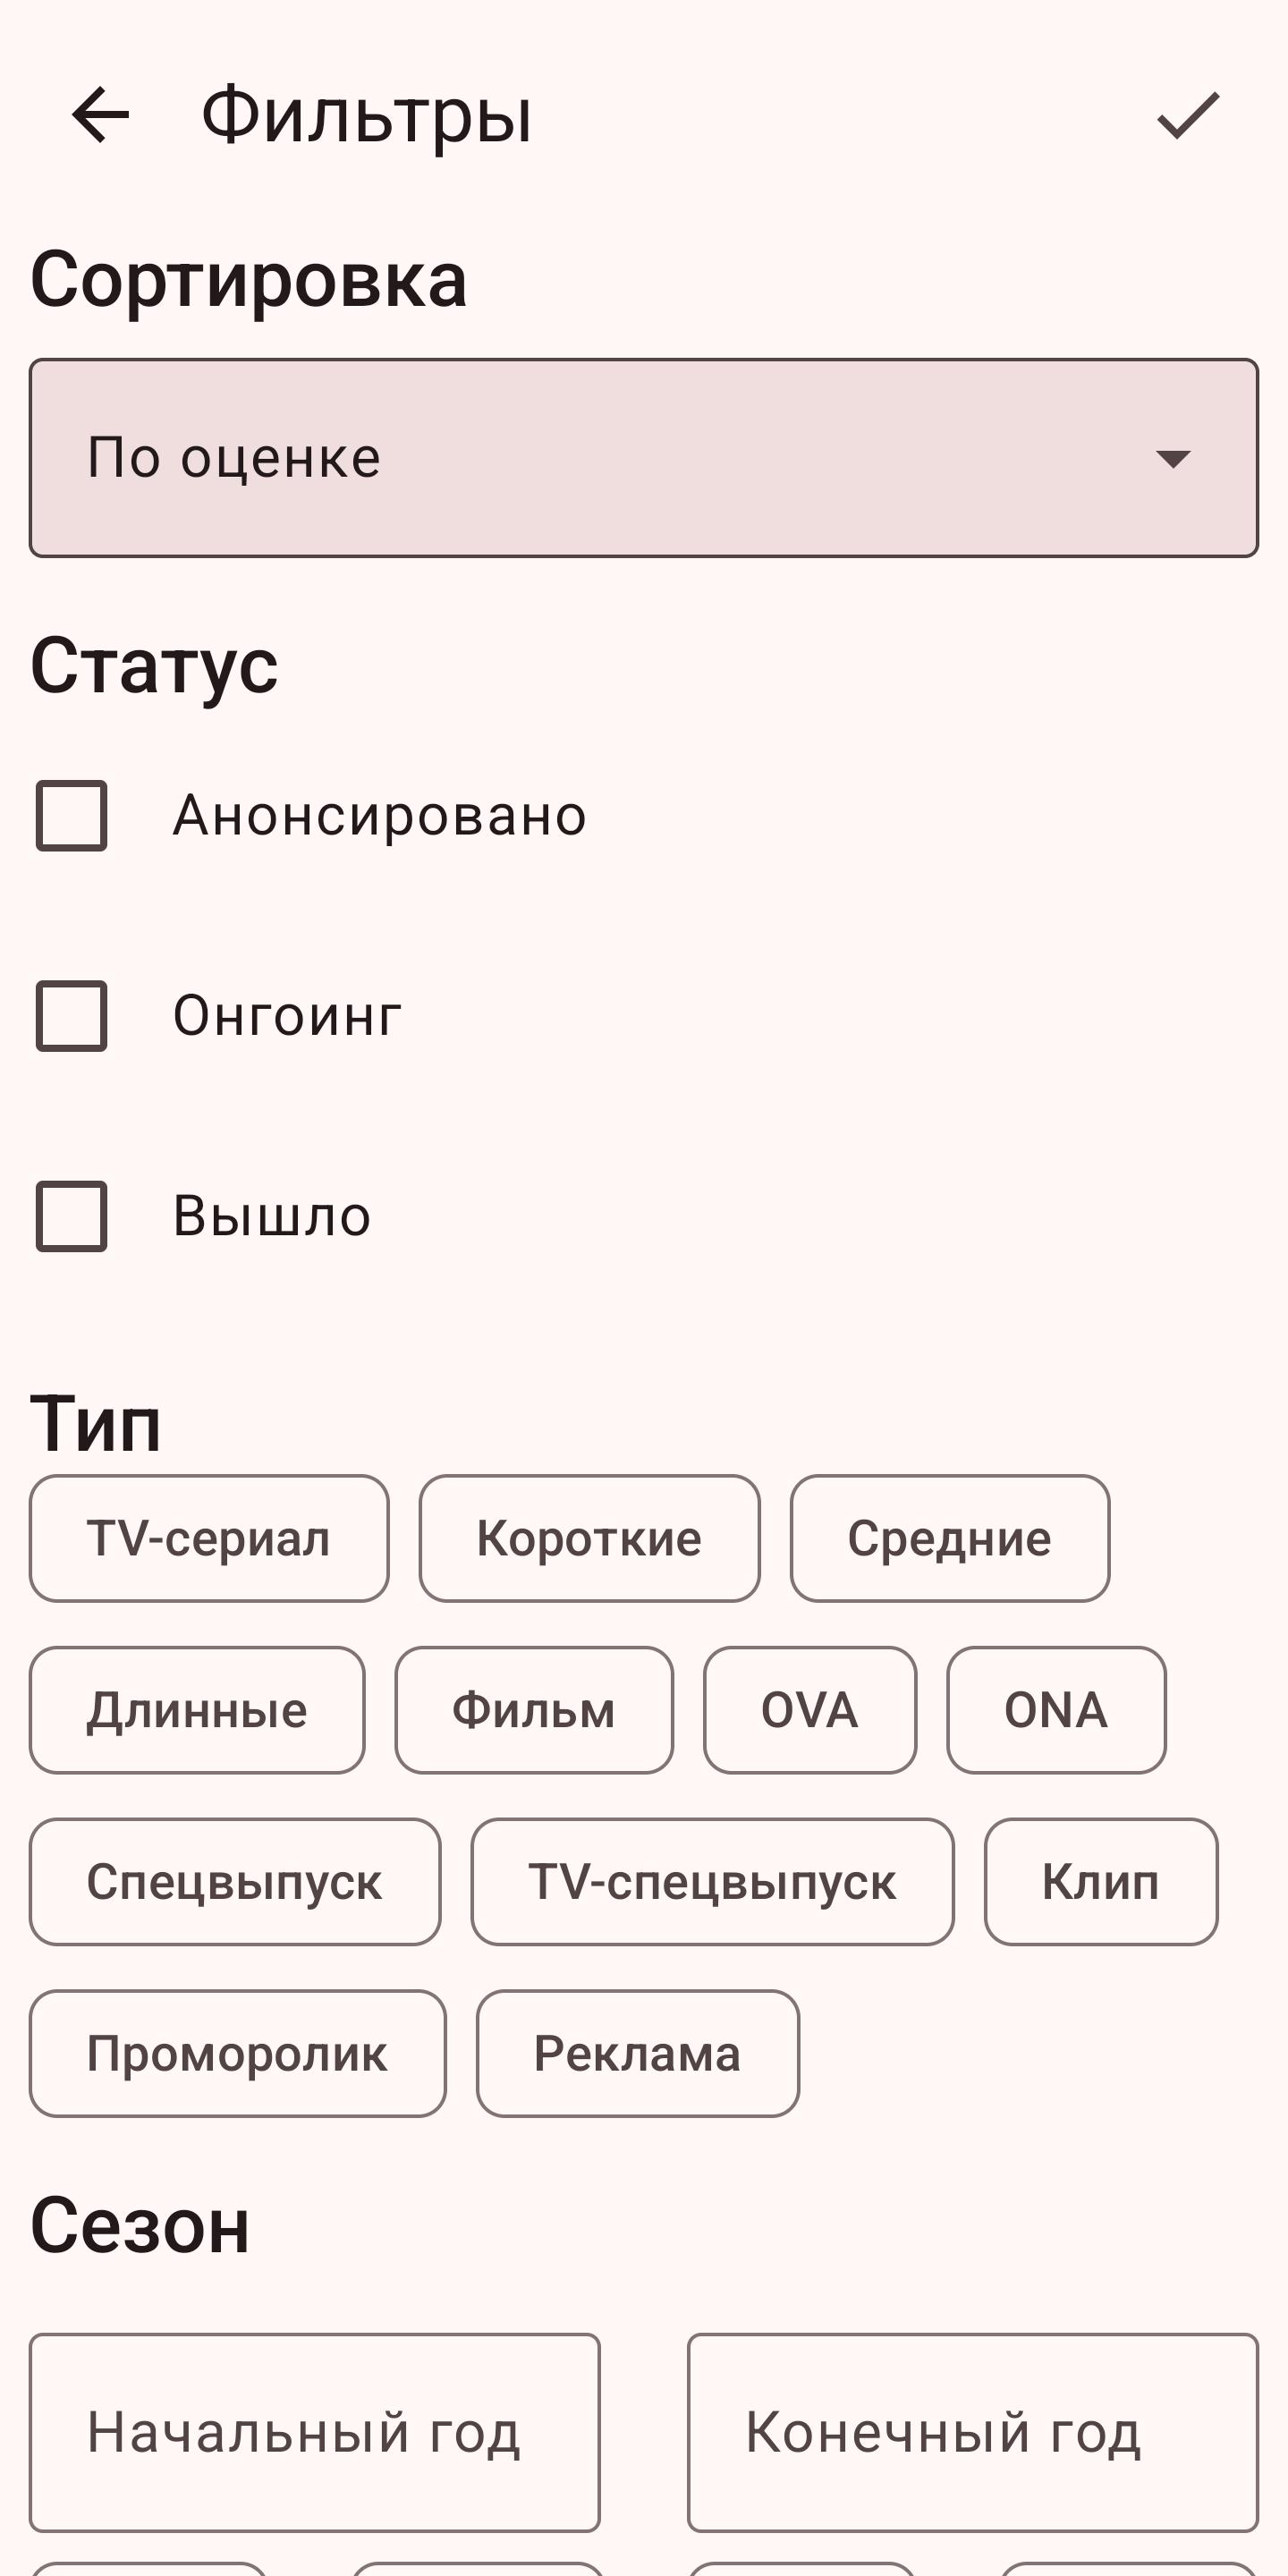 Фильтры
Сортировка
По оценке
Статус
Анонсировано
Онгоинг
Вышло
Тип
TV-сериал Короткие Средние
Длинные Фильм OVA ONA
Спецвыпуск TV-спецвыпуск Клип
Проморолик Реклама
Сезон
Начальный год Конечный год